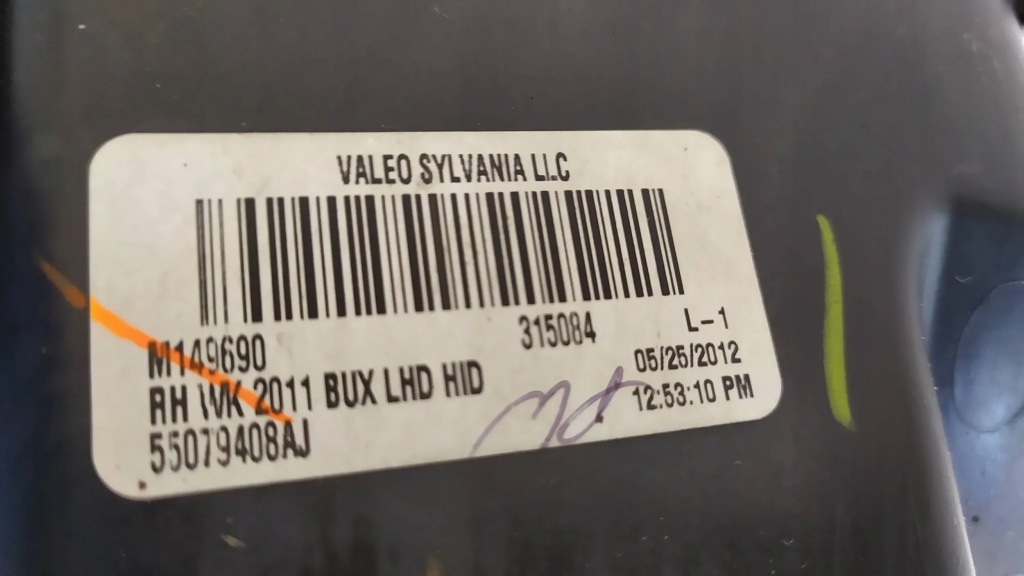 VALEO SYLVANIA LLC
M149690
315084
L-1
RH WK 2011 BUX LHD HID
05/25/2012
55079408AJ
12:53:10 PM